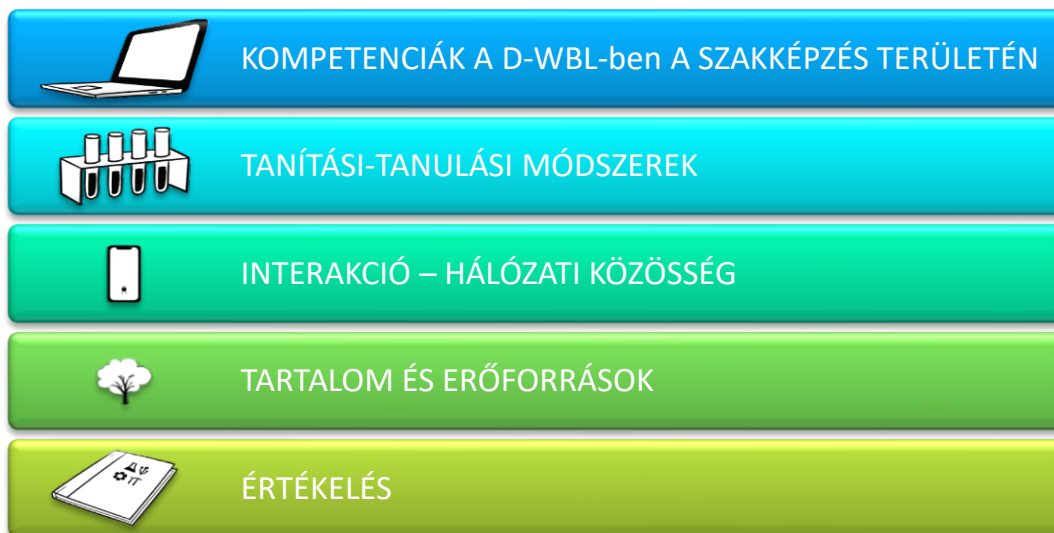 KOMPETENCIÁK A D-WBL-ben A SZAKKÉPZÉS TERÜLETÉN
TANÍTÁSI-TANULÁSI MÓDSZEREK
INTERAKCIÓ – HÁLÓZATI KÖZÖSSÉG
TARTALOM ÉS ERŐFORRÁSOK
ÉRTÉKELÉS